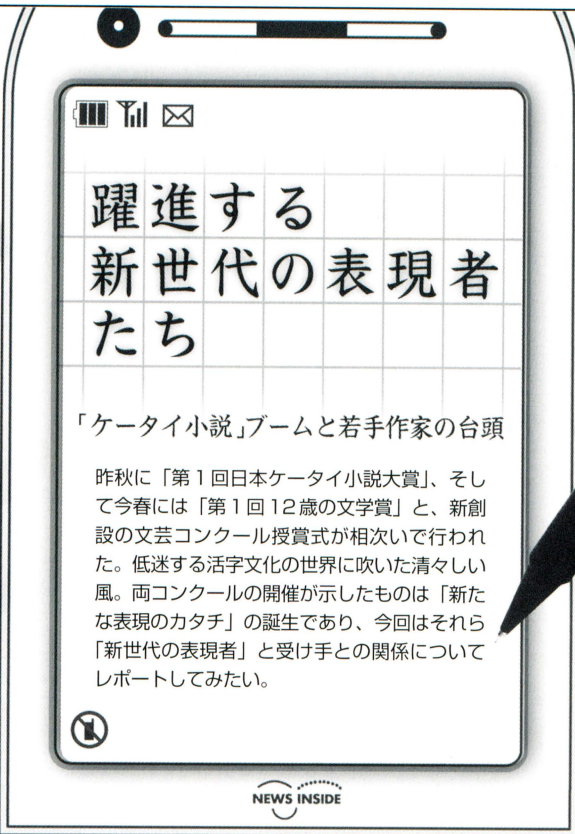 躍進する
新世代の表現者
たち
「ケータイ小説」ブームと若手作家の台頭
昨秋に「第1回日本ケータイ小説大賞」、そし
て今春には「第1回12歳の文学賞」と、新創
設の文芸コンクール授賞式が相次いで行われ
た。低迷する活字文化の世界に吹いた清々しい
風。両コンクールの開催が示したものは「新た
な表現のカタチ」の誕生であり、今回はそれら
「新世代の表現者」と受け手との関係について
レポートしてみたい。
NEWS INSIDE